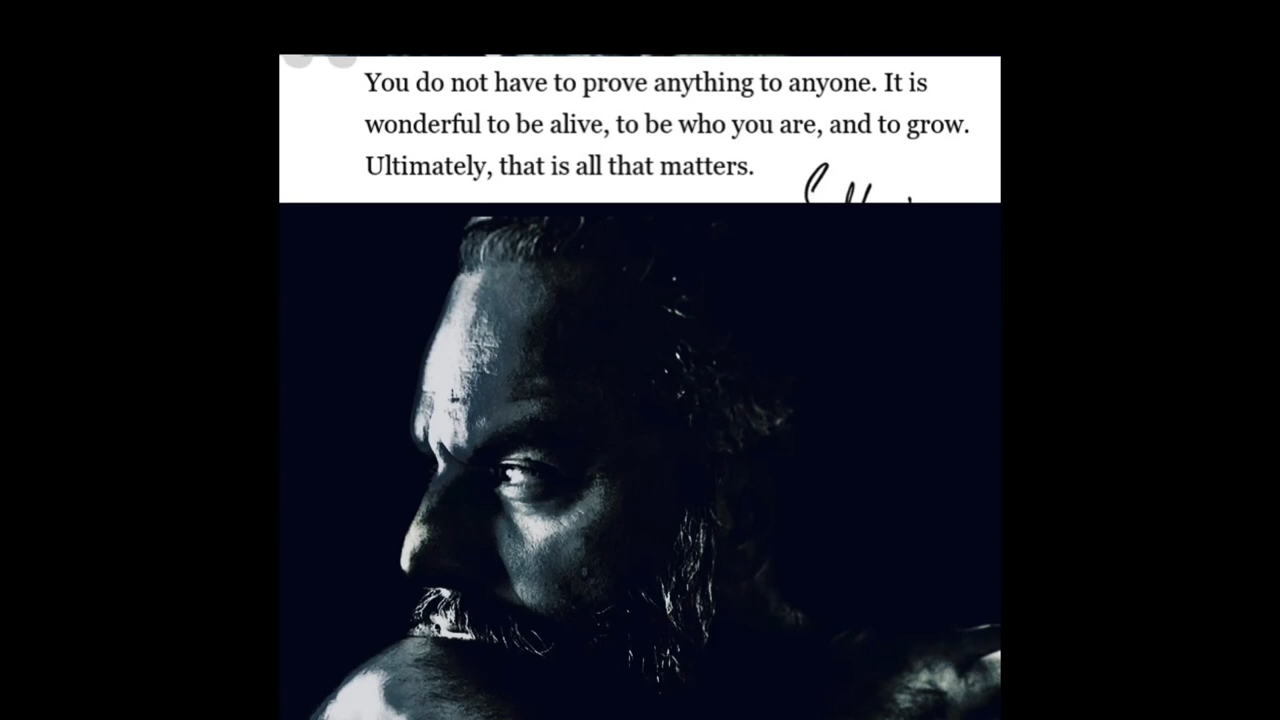 You do not have to prove anything to anyone. It is
wonderful to be alive, to be who you are, and to grow.
Ultimately, that is all that matters.